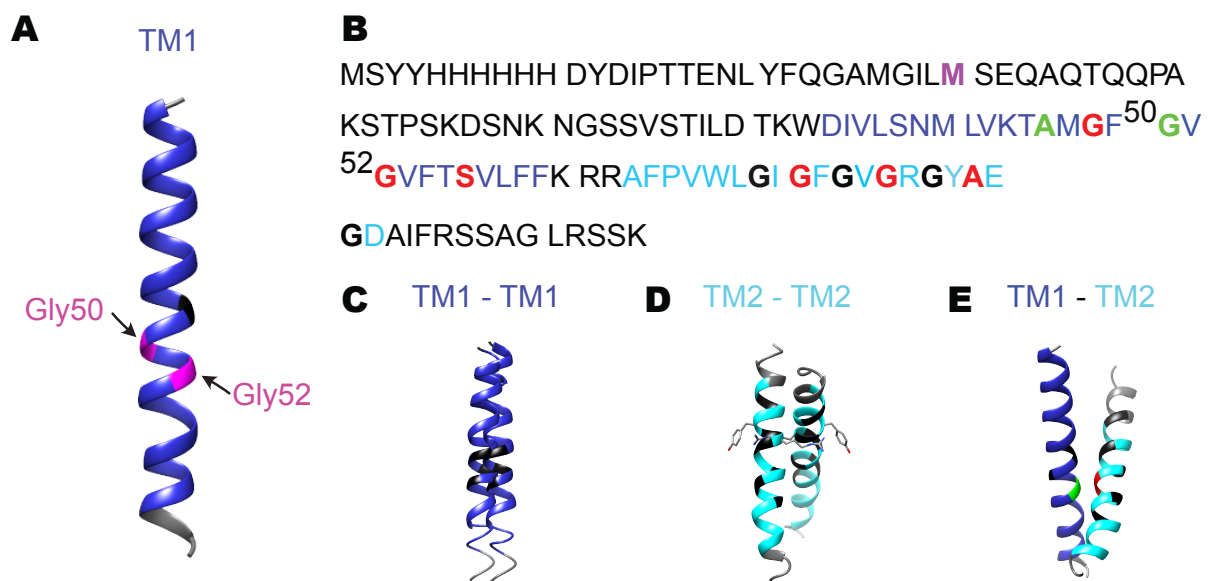 A
TM1
Gly50
Gly52
B
MSYYHHHHHH DYDIPTTENL YFQGAMGILM SEQAQTQQPA
KSTPSKDSNK NGSSVSTILD TKWDIVLSNM LVKTAMGF50GV
52GVFTSVLFFK RRAFPVWLGI GFGVGRGYAE
GDAIFRSSAG LRSSK
C TM1 - TM1
D TM2 - TM2
E TM1 - TM2